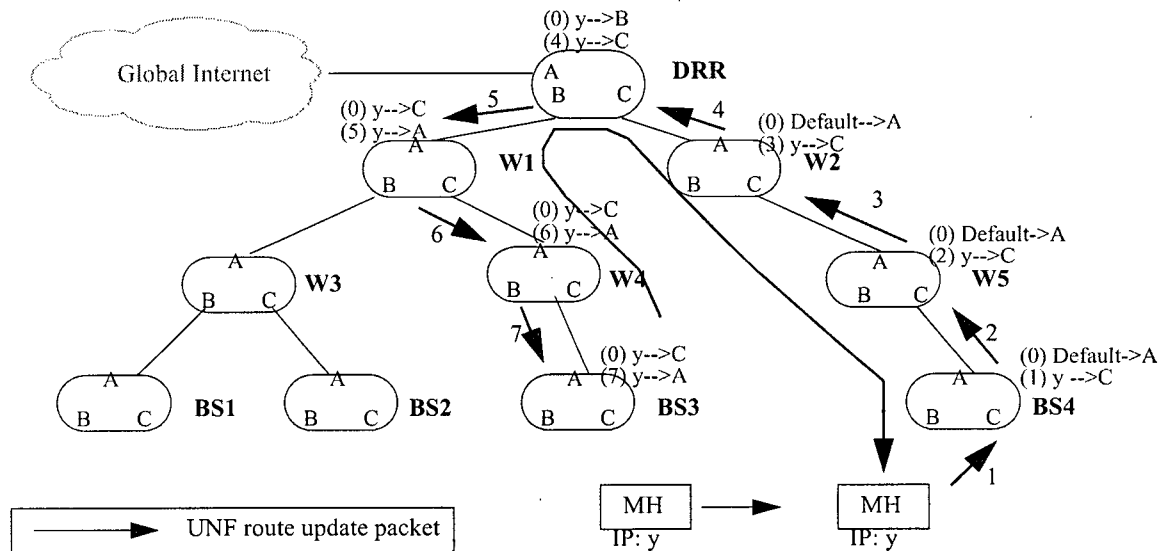 (0) y-->B
(4) y-->C
Global Internet
DRR
A
B
C
5
4
(0) y-->C
(5) y-->A
(0) Default-->A
(3) y-->C
A
W1
B
C
A
W2
B
C
3
6
(0) y-->C
(6) y-->A
(0) Default->A
(2) y-->C
A
W3
B
C
A
W4
B
C
A
W5
B
C
7
2
(0) y-->C
(7) y-->A
(0) Default->A
(1) y -->C
A
B
C
BS1
A
B
C
BS2
A
B
C
BS3
A
B
C
BS4
1
MH
IP: y
MH
IP: y
UNF route update packet